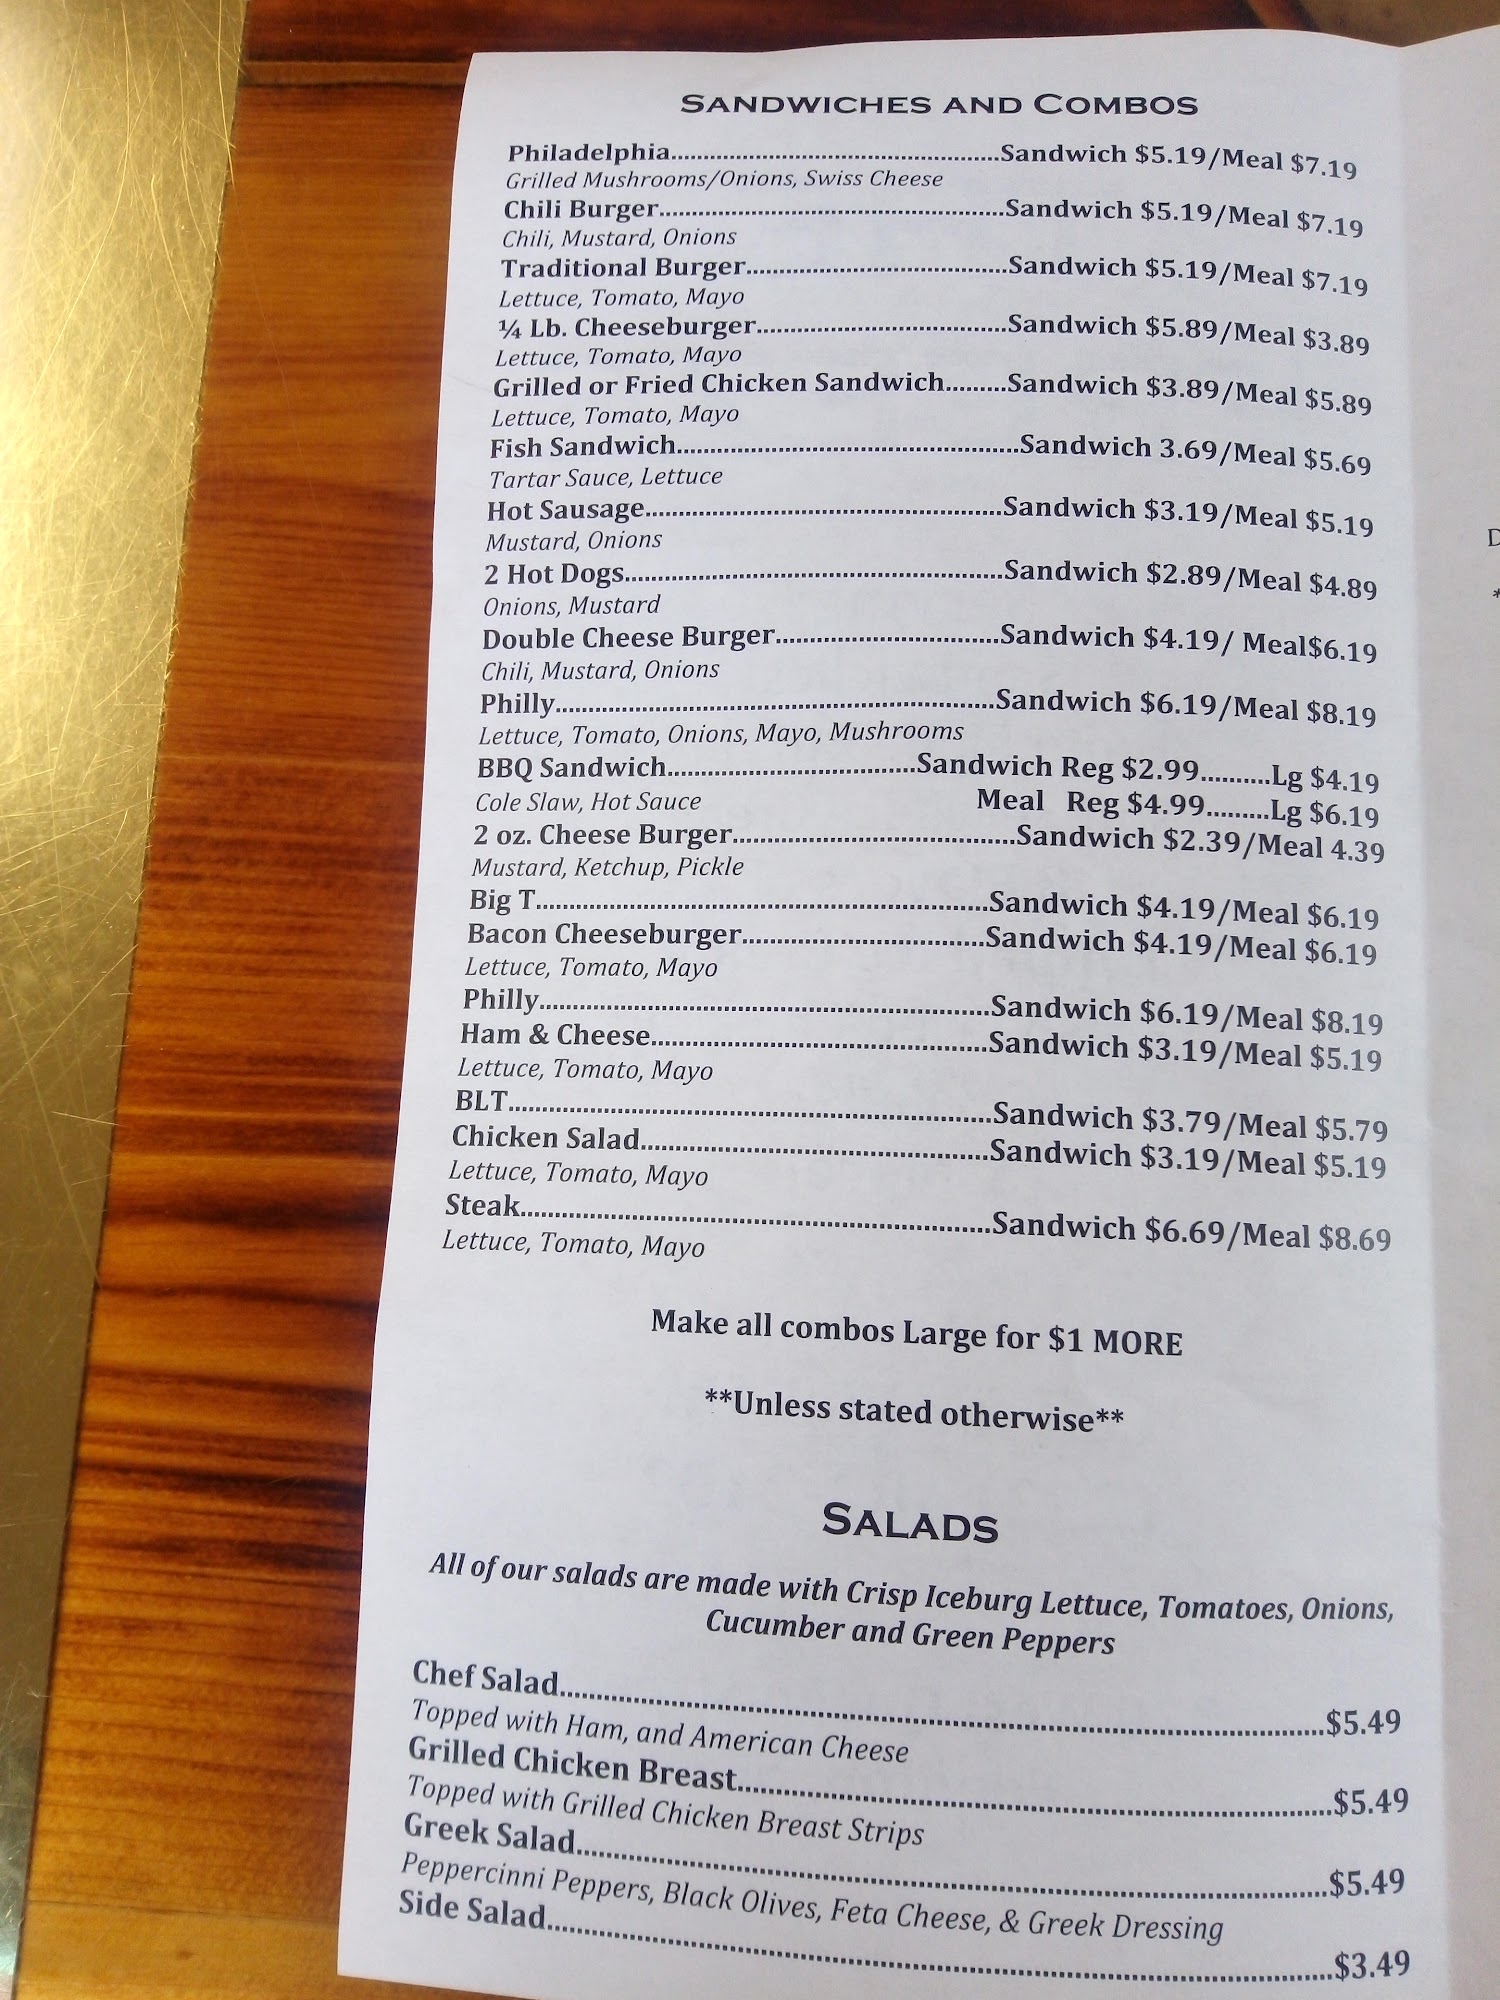 Sandwiches and Combos
Philadelphia..........Sandwich $5.19/Meal $7.19
Grilled Mushrooms/Onions, Swiss Cheese
Chili Burger..........Sandwich $5.19/Meal $7.19
Chili, Mustard, Onions
Traditional Burger..........Sandwich $5.19/Meal $7.19
Lettuce, Tomato, Mayo
¼ Lb. Cheeseburger..........Sandwich $5.89/Meal $3.89
Lettuce, Tomato, Mayo
Grilled or Fried Chicken Sandwich.........Sandwich $3.89/Meal $5.89
Lettuce, Tomato, Mayo
Fish Sandwich..........Sandwich 3.69/Meal $5.69
Tartar Sauce, Lettuce
Hot Sausage..........Sandwich $3.19/Meal $5.19
Mustard, Onions
2 Hot Dogs..........Sandwich $2.89/Meal $4.89
Onions, Mustard
Double Cheese Burger..........Sandwich $4.19/ Meal$6.19
Chili, Mustard, Onions
Philly..........Sandwich $6.19/Meal $8.19
Lettuce, Tomato, Onions, Mayo, Mushrooms
BBQ Sandwich..........Sandwich Reg $2.99..........Lg $4.19
Cole Slaw, Hot Sauce Meal Reg $4.99.........Lg $6.19
2 oz. Cheese Burger..........Sandwich $2.39/Meal 4.39
Mustard, Ketchup, Pickle
Big T..........Sandwich $4.19/Meal $6.19
Bacon Cheeseburger..........Sandwich $4.19/Meal $6.19
Lettuce, Tomato, Mayo
Philly..........Sandwich $6.19/Meal $8.19
Ham & Cheese..........Sandwich $3.19/Meal $5.19
Lettuce, Tomato, Mayo
BLT..........Sandwich $3.79/Meal $5.79
Chicken Salad..........Sandwich $3.19/Meal $5.19
Lettuce, Tomato, Mayo
Steak..........Sandwich $6.69/Meal $8.69
Lettuce, Tomato, Mayo
Make all combos Large for $1 MORE
**Unless stated otherwise**
Salads
All of our salads are made with Crisp Iceburg Lettuce, Tomatoes, Onions,
Cucumber and Green Peppers
Chef Salad..........$5.49
Topped with Ham, and American Cheese
Grilled Chicken Breast..........$5.49
Topped with Grilled Chicken Breast Strips
Greek Salad..........$5.49
Peppercinni Peppers, Black Olives, Feta Cheese, & Greek Dressing
Side Salad..........$3.49